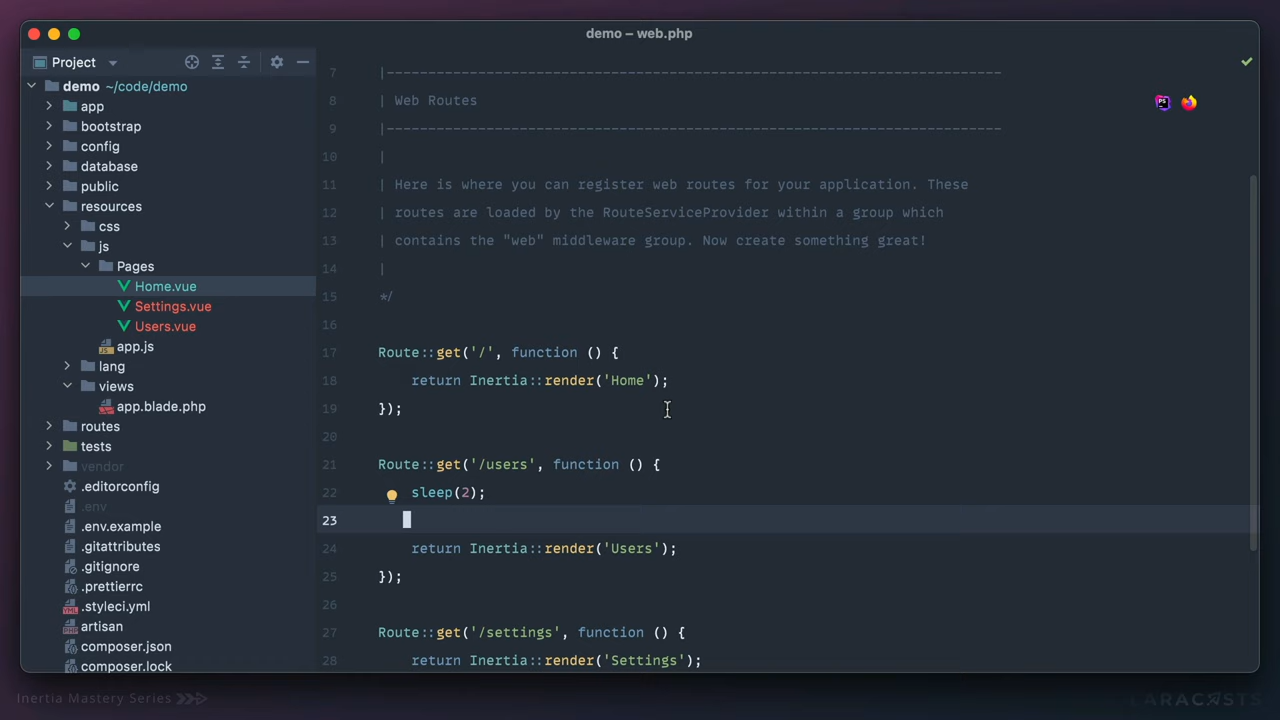 demo – web.php
Project
demo ~/code/demo
app
bootstrap
config
database
public
resources
css
js
Pages
Home.vue
Settings.vue
Users.vue
app.js
lang
views
app.blade.php
routes
tests
vendor
.editorconfig
.env
.env.example
.gitattributes
.gitignore
.prettierrc
.styleci.yml
artisan
composer.json
composer.lock
7 |--------------------------------------------------------------------------
8 | Web Routes
9 |--------------------------------------------------------------------------
10 |
11 | Here is where you can register web routes for your application. These
12 | routes are loaded by the RouteServiceProvider within a group which
13 | contains the "web" middleware group. Now create something great!
14 |
15 */
16
17 Route::get('/', function () {
18 return Inertia::render('Home');
19 });
20
21 Route::get('/users', function () {
22 sleep(2);
23
24 return Inertia::render('Users');
25 });
26
27 Route::get('/settings', function () {
28 return Inertia::render('Settings');
Inertia Mastery Series
LARACASTS